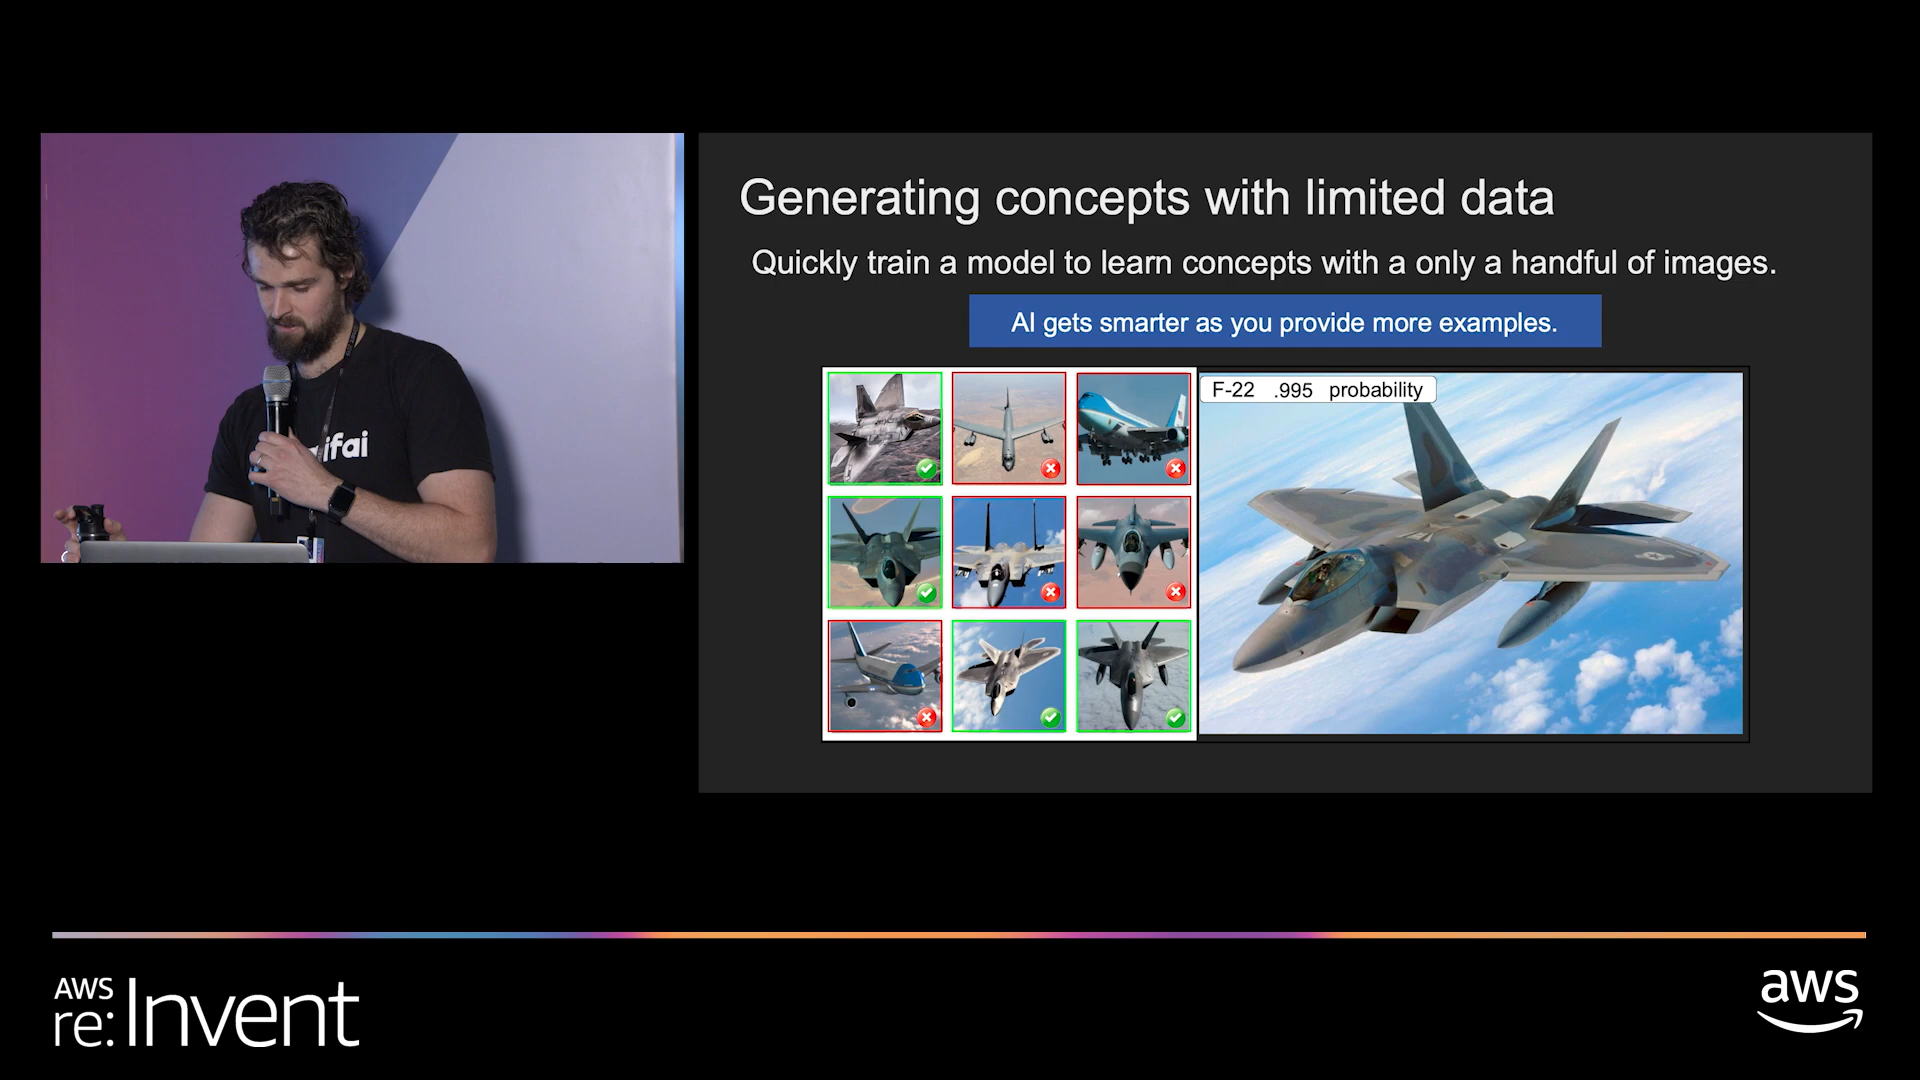 Generating concepts with limited data
Quickly train a model to learn concepts with a only a handful of images.
AI gets smarter as you provide more examples.
F-22 .995 probability
ifai
AWS
re:Invent
aws